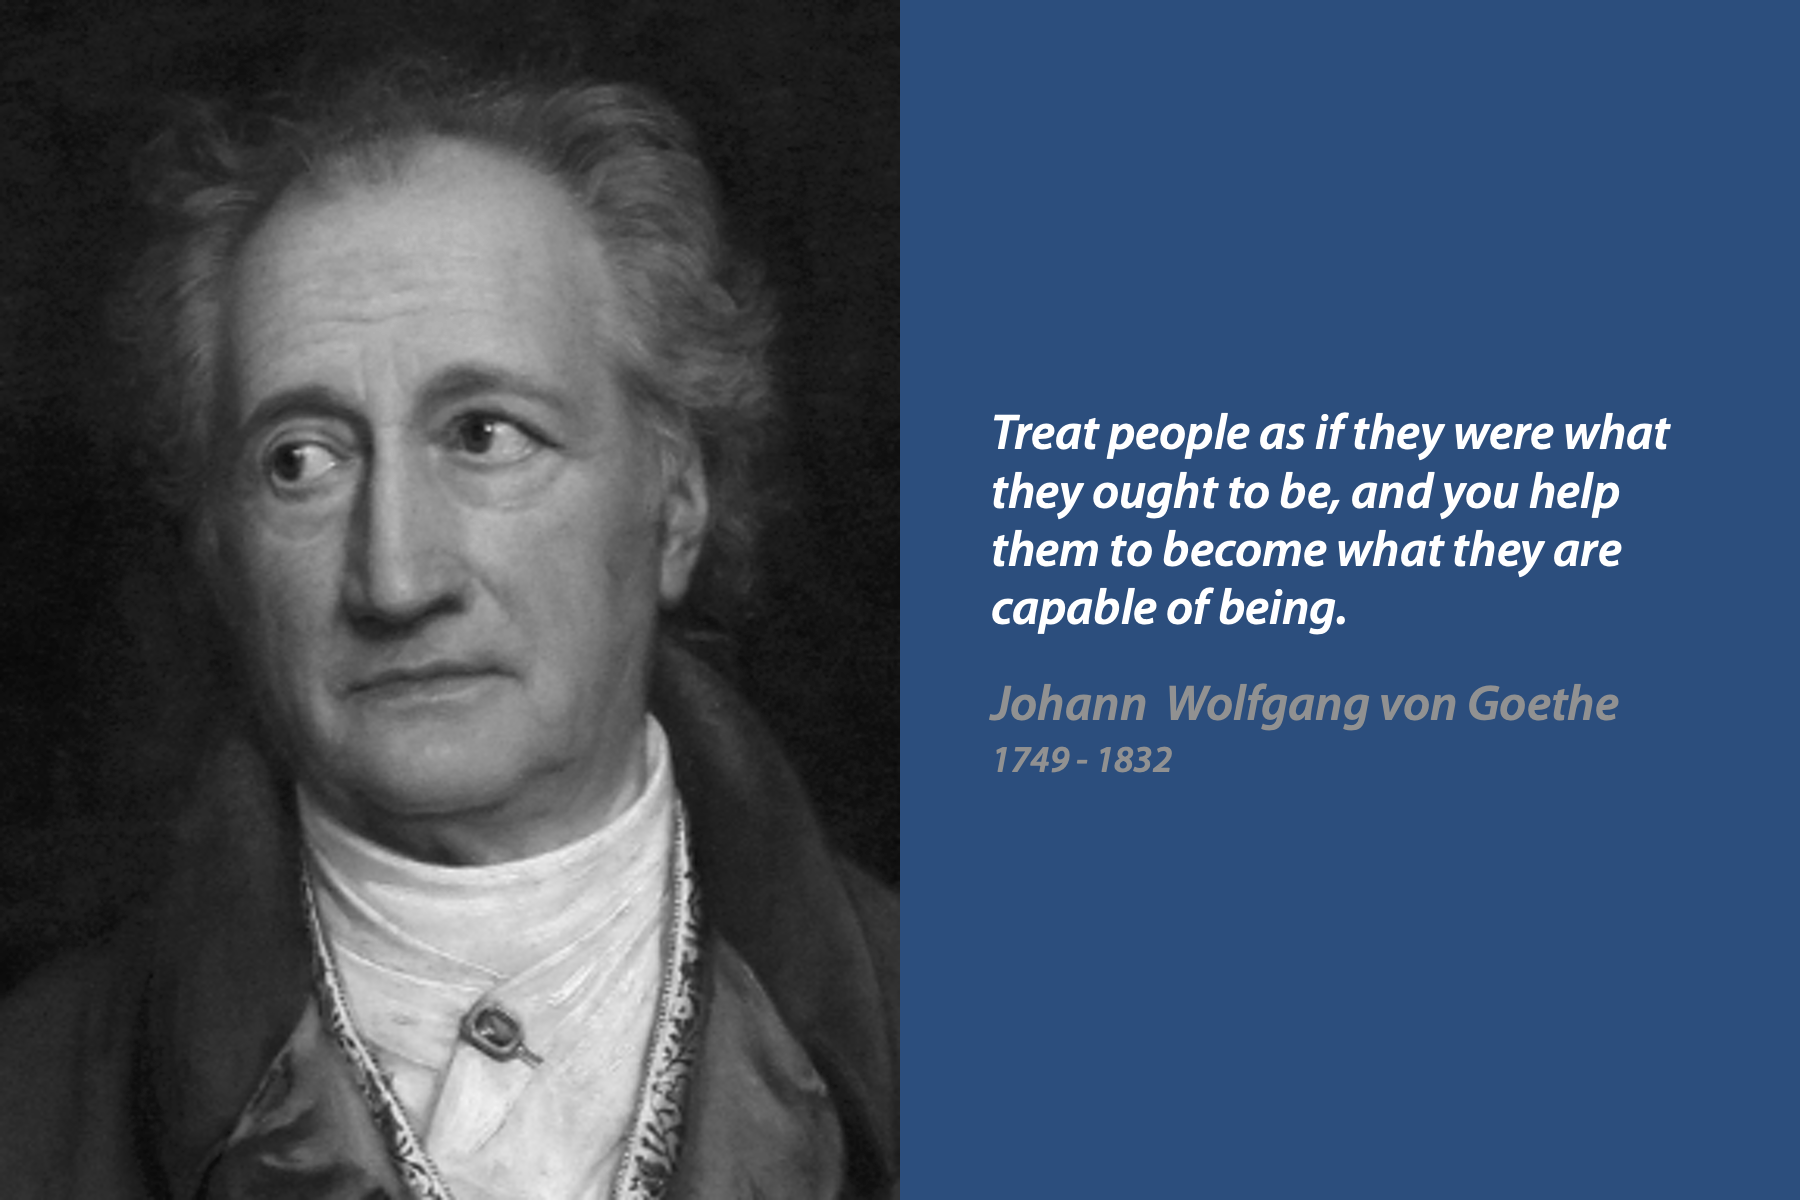 Treat people as if they were what
they ought to be, and you help
them to become what they are
capable of being.
Johann  Wolfgang von Goethe
1749 - 1832